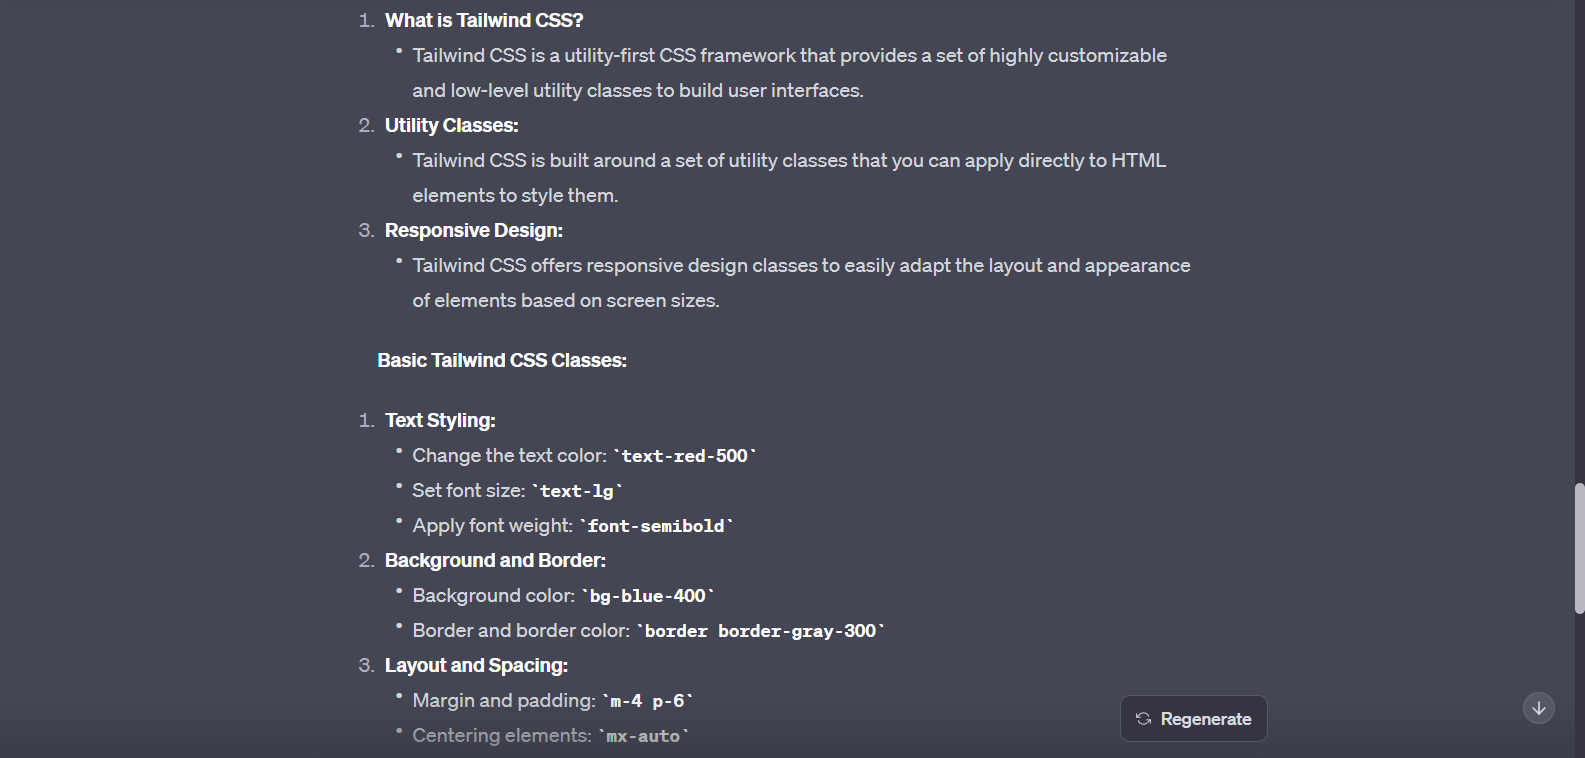 1. What is Tailwind CSS?
• Tailwind CSS is a utility-first CSS framework that provides a set of highly customizable
and low-level utility classes to build user interfaces.
2. Utility Classes:
• Tailwind CSS is built around a set of utility classes that you can apply directly to HTML
elements to style them.
3. Responsive Design:
• Tailwind CSS offers responsive design classes to easily adapt the layout and appearance
of elements based on screen sizes.
Basic Tailwind CSS Classes:
1. Text Styling:
• Change the text color: `text-red-500`
• Set font size: `text-lg`
• Apply font weight: `font-semibold`
2. Background and Border:
• Background color: `bg-blue-400`
• Border and border color: `border border-gray-300`
3. Layout and Spacing:
• Margin and padding: `m-4 p-6`
• Centering elements: `mx-auto`
Regenerate